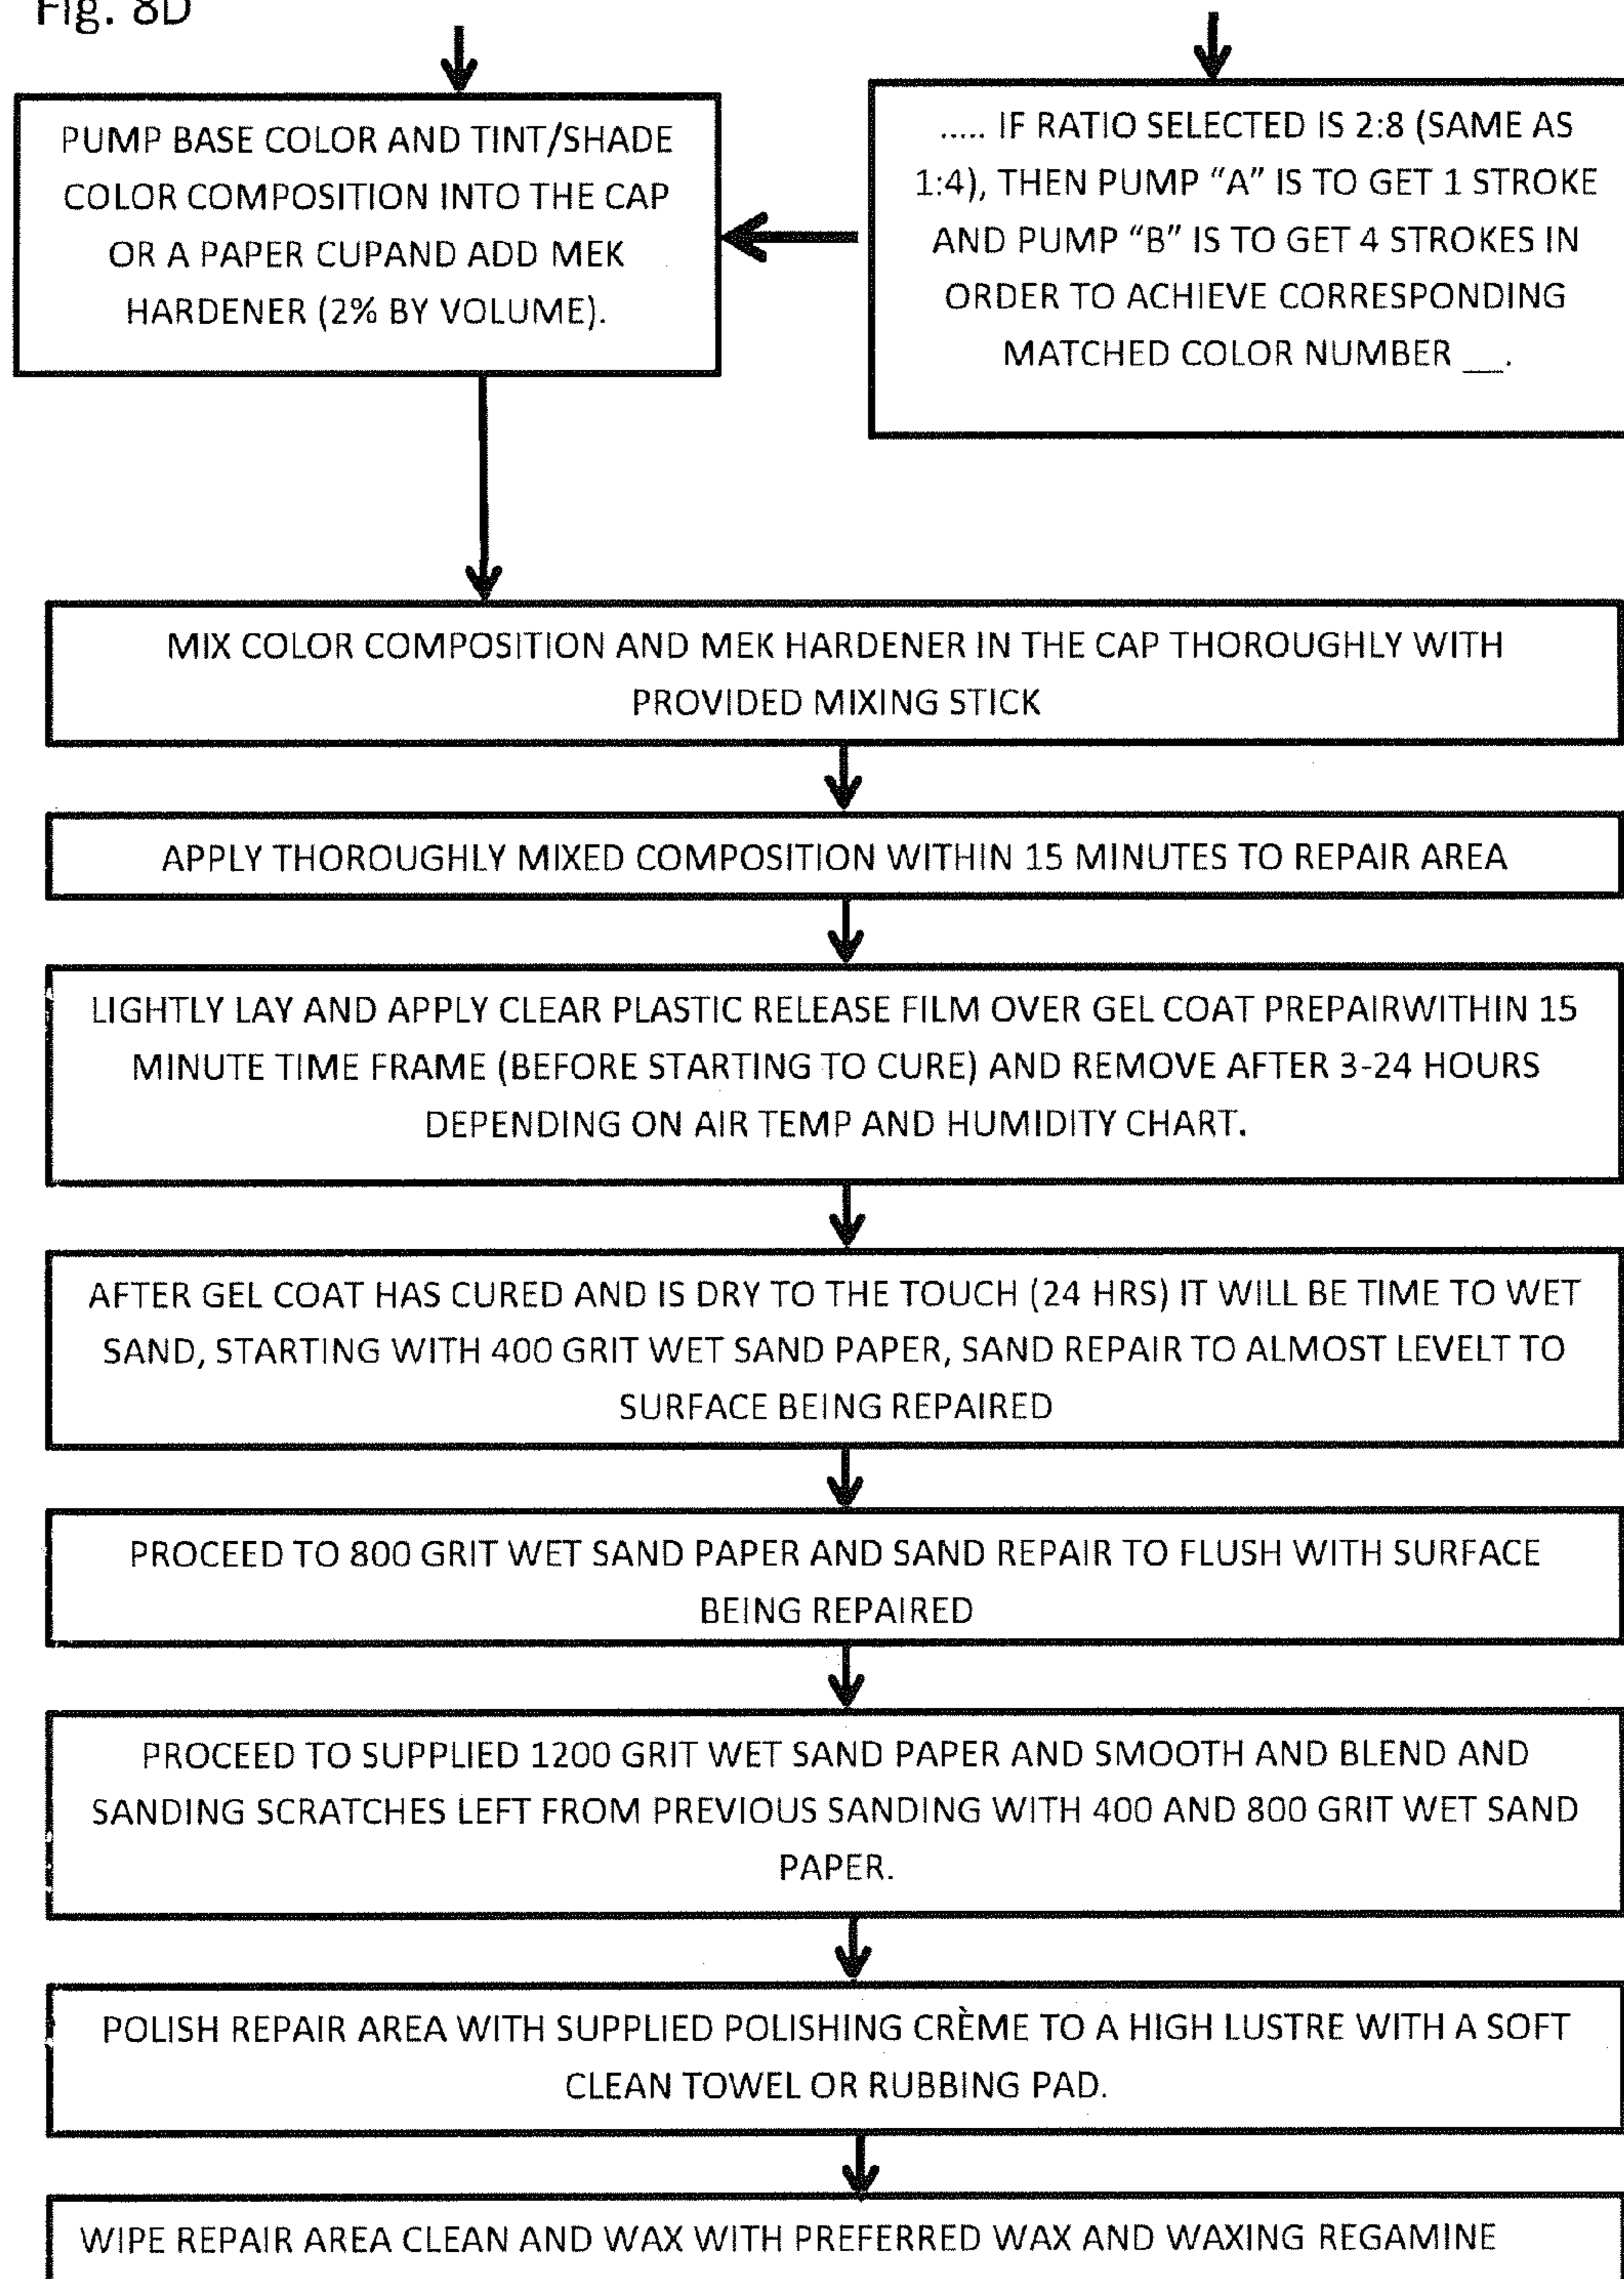 Fig. 8D
PUMP BASE COLOR AND TINT/SHADE
COLOR COMPOSITION INTO THE CAP
OR A PAPER CUPAND ADD MEK
HARDENER (2% BY VOLUME).
..... IF RATIO SELECTED IS 2:8 (SAME AS
1:4), THEN PUMP “A” IS TO GET 1 STROKE
AND PUMP “B” IS TO GET 4 STROKES IN
ORDER TO ACHIEVE CORRESPONDING
MATCHED COLOR NUMBER __.
MIX COLOR COMPOSITION AND MEK HARDENER IN THE CAP THOROUGHLY WITH
PROVIDED MIXING STICK
APPLY THOROUGHLY MIXED COMPOSITION WITHIN 15 MINUTES TO REPAIR AREA
LIGHTLY LAY AND APPLY CLEAR PLASTIC RELEASE FILM OVER GEL COAT PREPAIRWITHIN 15
MINUTE TIME FRAME (BEFORE STARTING TO CURE) AND REMOVE AFTER 3-24 HOURS
DEPENDING ON AIR TEMP AND HUMIDITY CHART.
AFTER GEL COAT HAS CURED AND IS DRY TO THE TOUCH (24 HRS) IT WILL BE TIME TO WET
SAND, STARTING WITH 400 GRIT WET SAND PAPER, SAND REPAIR TO ALMOST LEVELT TO
SURFACE BEING REPAIRED
PROCEED TO 800 GRIT WET SAND PAPER AND SAND REPAIR TO FLUSH WITH SURFACE
BEING REPAIRED
PROCEED TO SUPPLIED 1200 GRIT WET SAND PAPER AND SMOOTH AND BLEND AND
SANDING SCRATCHES LEFT FROM PREVIOUS SANDING WITH 400 AND 800 GRIT WET SAND
PAPER.
POLISH REPAIR AREA WITH SUPPLIED POLISHING CRÈME TO A HIGH LUSTRE WITH A SOFT
CLEAN TOWEL OR RUBBING PAD.
WIPE REPAIR AREA CLEAN AND WAX WITH PREFERRED WAX AND WAXING REGAMINE